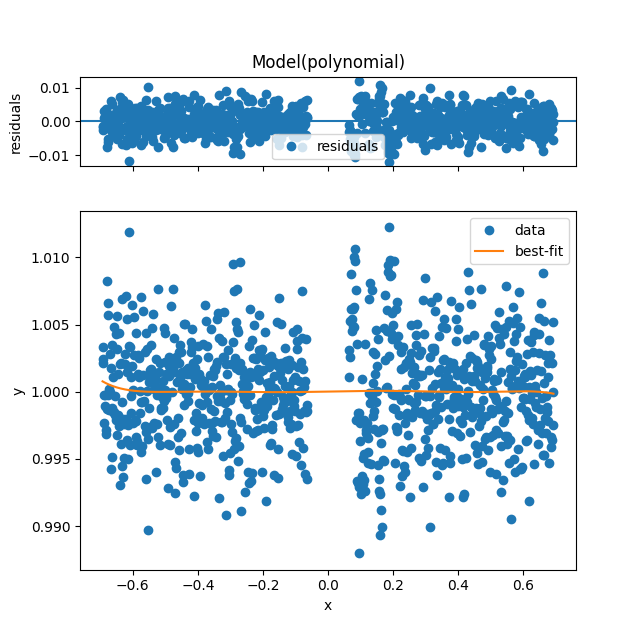 Model(polynomial)
0.01
0.00
−0.01
residuals
residuals
1.010
1.005
1.000
0.995
0.990
y
data
best-fit
−0.6
−0.4
−0.2
0.0
0.2
0.4
0.6
x